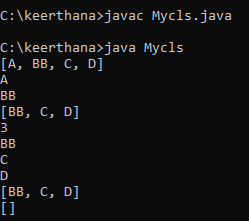 C:\keerthana>javac Mycls.java
C:\keerthana>java Mycls
[A, BB, C, D]
A
BB
[BB, C, D]
3
BB
C
D
[BB, C, D]
[]